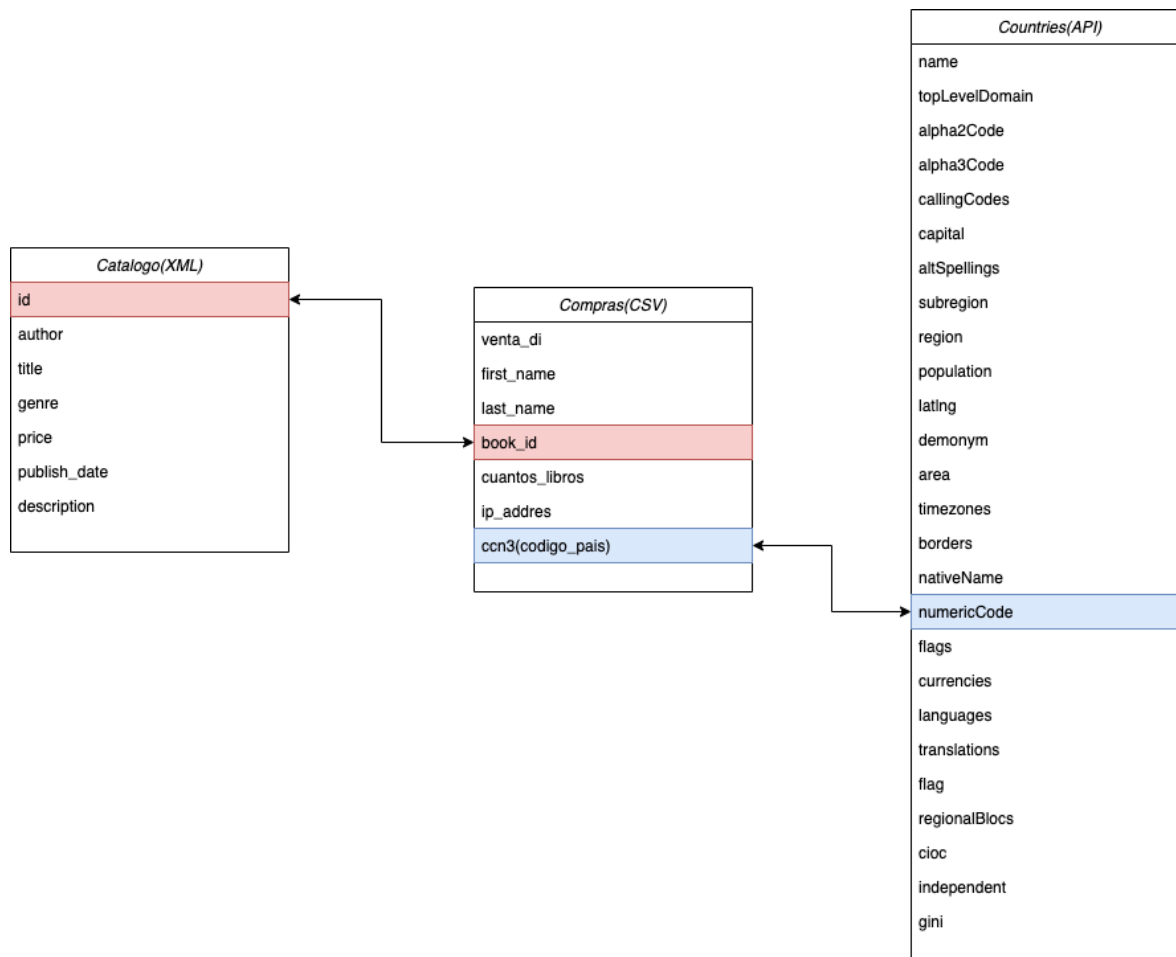 Catalogo(XML)
id
author
title
genre
price
publish_date
description
Compras(CSV)
venta_di
first_name
last_name
book_id
cuantos_libros
ip_addres
ccn3(codigo_pais)
Countries(API)
name
topLevelDomain
alpha2Code
alpha3Code
callingCodes
capital
altSpellings
subregion
region
population
latlng
demonym
area
timezones
borders
nativeName
numericCode
flags
currencies
languages
translations
flag
regionalBlocs
cioc
independent
gini